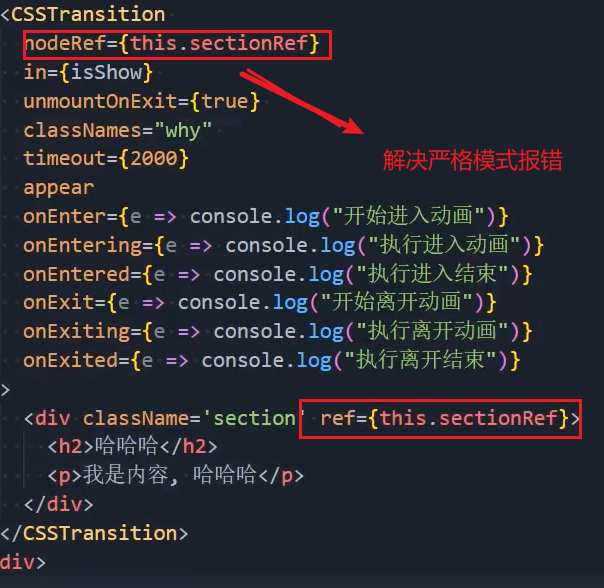 <CSSTransition
nodeRef={this.sectionRef}
in={isShow}
unmountOnExit={true}
classNames="why"
timeout={2000}
解决严格模式报错
appear
onEnter={e => console.log("开始进入动画")}
onEntering={e => console.log("执行进入动画")}
onEntered={e => console.log("执行进入结束")}
onExit={e => console.log("开始离开动画")}
onExiting={e => console.log("执行离开动画")}
onExited={e => console.log("执行离开结束")}
>
<div className='section' ref={this.sectionRef}>
<h2>哈哈哈</h2>
<p>我是内容, 哈哈哈</p>
</div>
</CSSTransition>
div>